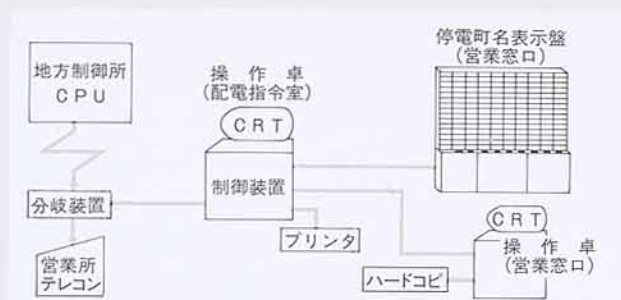 地方制御所
CPU
操作卓
(配電指令室)
CRT
制御装置
停電町名表示盤
(営業窓口)
分岐装置
営業所
テレコン
プリンタ
ハードコピ
CRT
操作卓
(営業窓口)